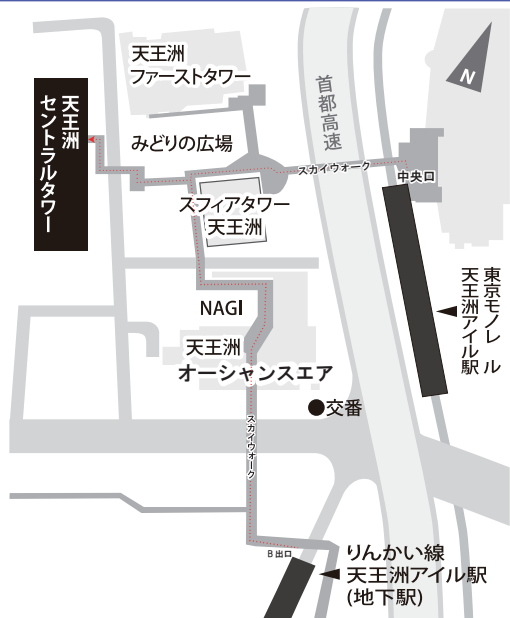 天王洲
ファーストタワー
N
首都高速
天王洲
セントラルタワー
みどりの広場
スカイウォーク
中央口
スフィアタワー
天王洲
東京モノレール
天王洲アイル駅
NAGI
天王洲
オーシャンスエア
●交番
スカイウォーク
B出口
りんかい線
天王洲アイル駅
(地下駅)